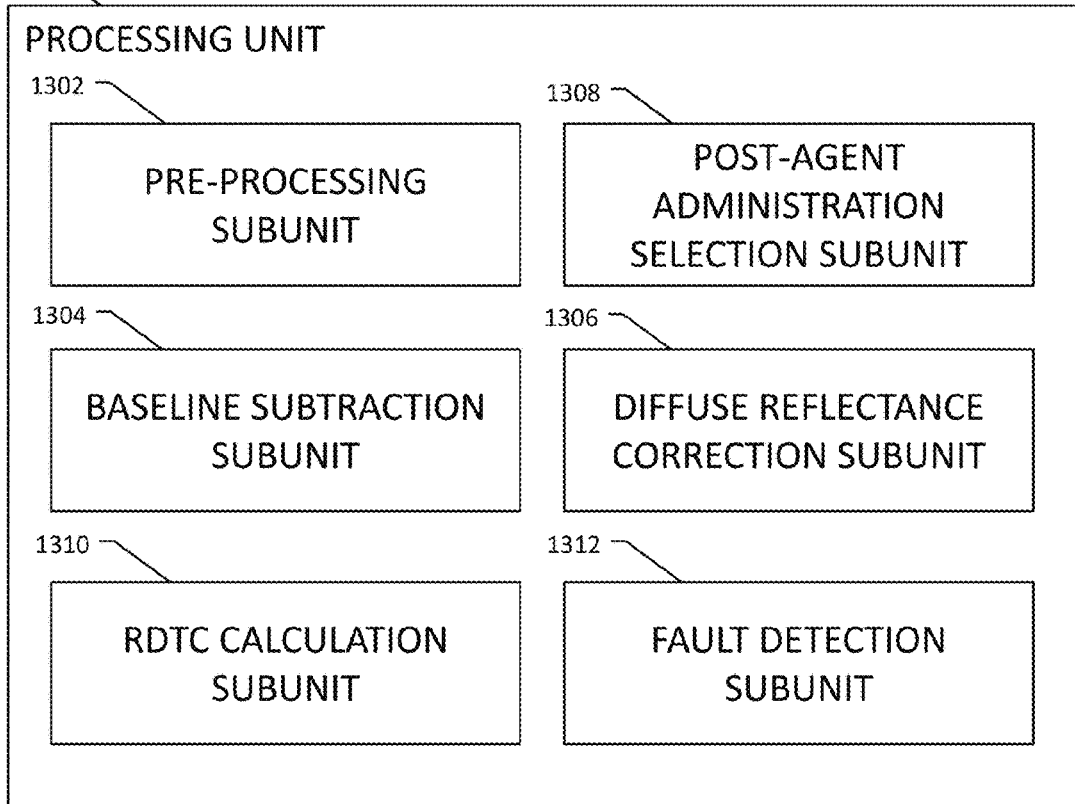 PROCESSING UNIT
1302
PRE-PROCESSING
SUBUNIT
1308
POST-AGENT
ADMINISTRATION
SELECTION SUBUNIT
1304
BASELINE SUBTRACTION
SUBUNIT
1306
DIFFUSE REFLECTANCE
CORRECTION SUBUNIT
1310
RDTC CALCULATION
SUBUNIT
1312
FAULT DETECTION
SUBUNIT